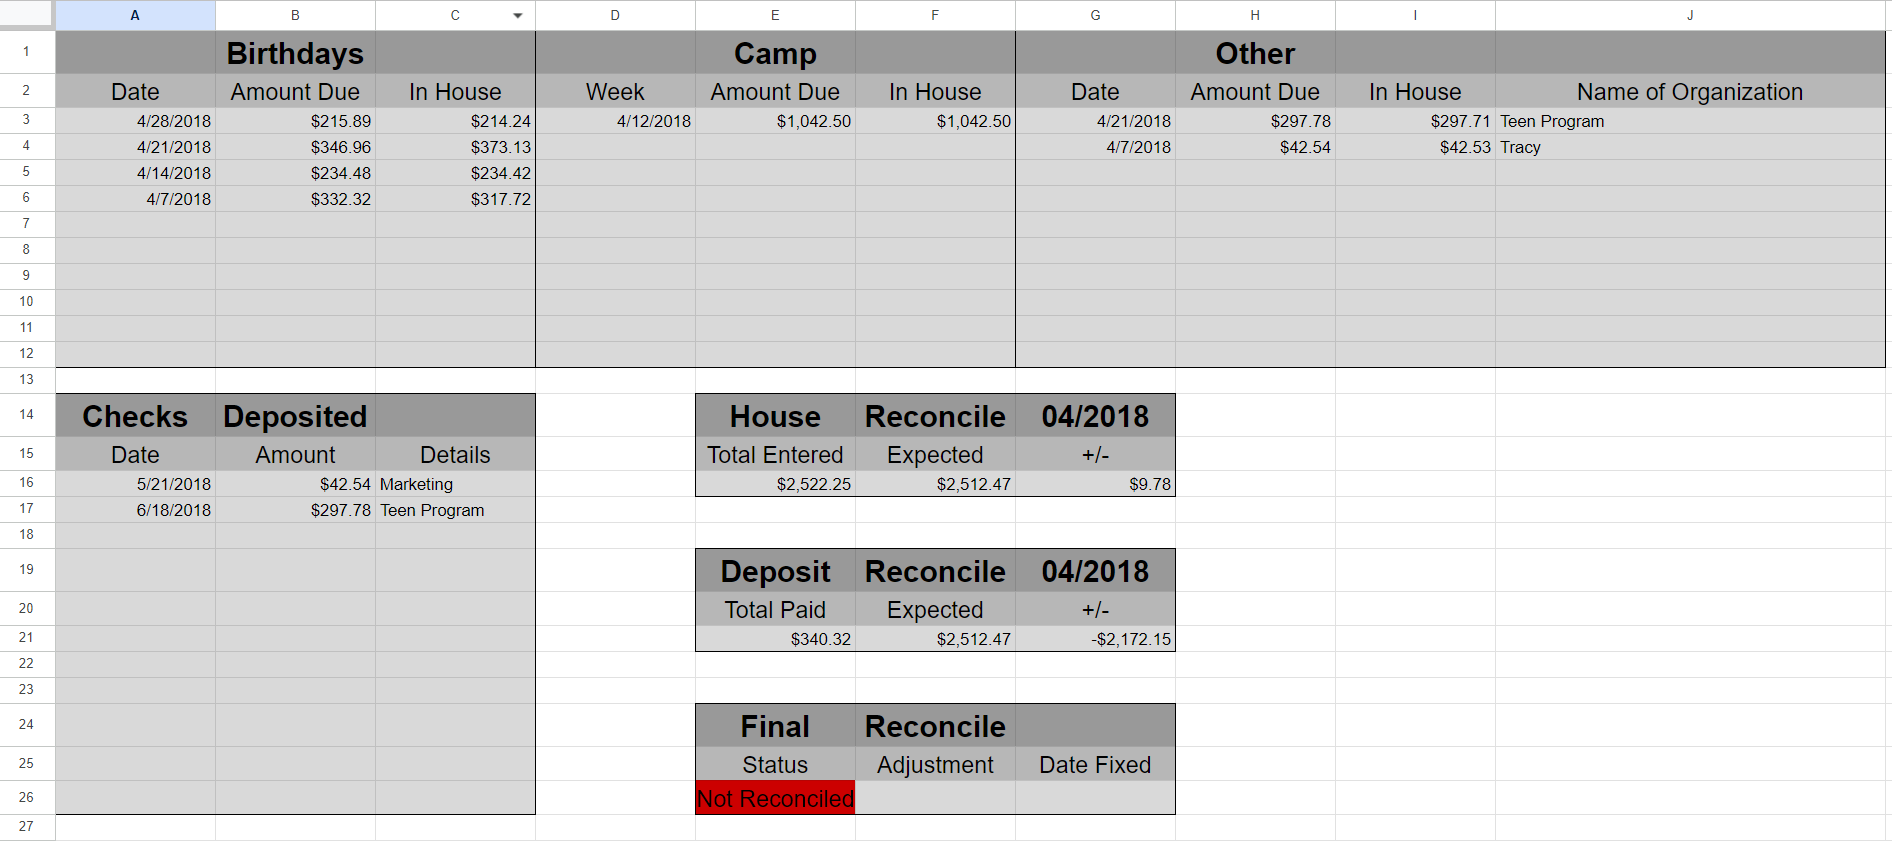 A B C D E F G H I J
1 Birthdays Camp Other
2 Date Amount Due In House Week Amount Due In House Date Amount Due In House Name of Organization
3 4/28/2018 $215.89 $214.24 4/12/2018 $1,042.50 $1,042.50 4/21/2018 $297.78 $297.71 Teen Program
4 4/21/2018 $346.96 $373.13 4/7/2018 $42.54 $42.53 Tracy
5 4/14/2018 $234.48 $234.42
6 4/7/2018 $332.32 $317.72
7
8
9
10
11
12
13
14 Checks Deposited House Reconcile 04/2018
15 Date Amount Details Total Entered Expected +/-
16 5/21/2018 $42.54 Marketing $2,522.25 $2,512.47 $9.78
17 6/18/2018 $297.78 Teen Program
18
19 Deposit Reconcile 04/2018
20 Total Paid Expected +/-
21 $340.32 $2,512.47 -$2,172.15
22
23
24 Final Reconcile
25 Status Adjustment Date Fixed
26 Not Reconciled
27